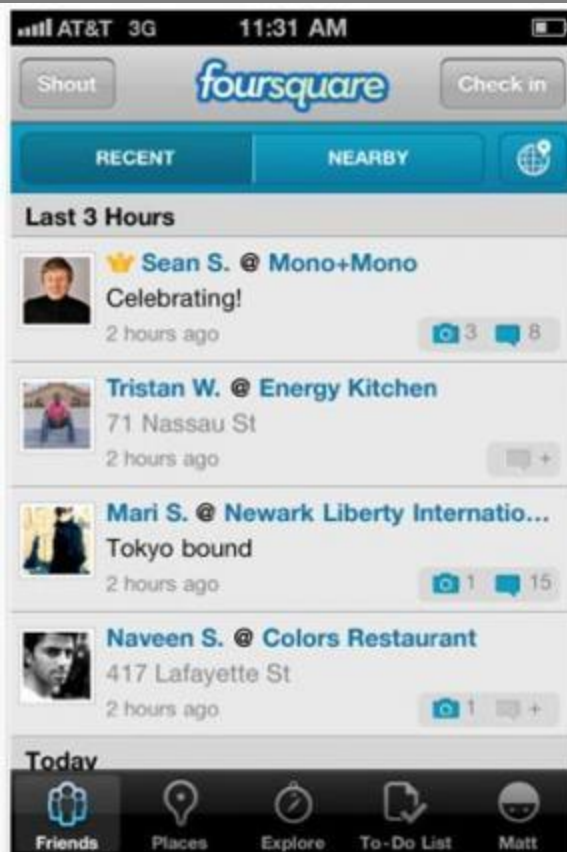 AT&T 3G 11:31 AM
Shout foursquare Check in
RECENT NEARBY
Last 3 Hours
Sean S. @ Mono+Mono
Celebrating!
2 hours ago 3 8
Tristan W. @ Energy Kitchen
71 Nassau St
2 hours ago +
Mari S. @ Newark Liberty Internatio...
Tokyo bound
2 hours ago 1 15
Naveen S. @ Colors Restaurant
417 Lafayette St
2 hours ago 1 +
Today
Friends Places Explore To-Do List Matt